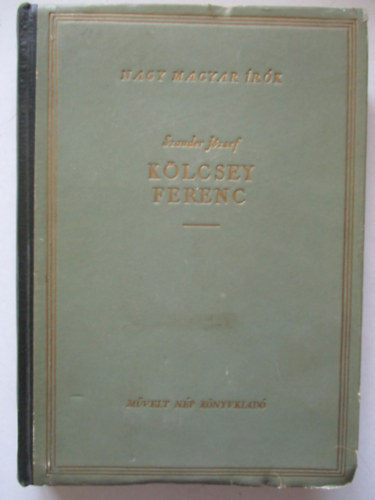 NAGY MAGYAR ÍRÓK
Szauder József
KÖLCSEY
FERENC
MŰVELT NÉP KÖNYVKIADÓ